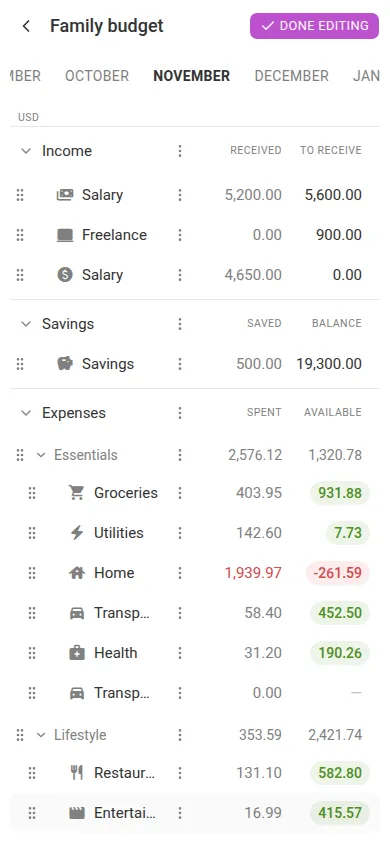 Family budget
DONE EDITING
MBER OCTOBER NOVEMBER DECEMBER JAN
USD
Income RECEIVED TO RECEIVE
Salary 5,200.00 5,600.00
Freelance 0.00 900.00
Salary 4,650.00 0.00
Savings SAVED BALANCE
Savings 500.00 19,300.00
Expenses SPENT AVAILABLE
Essentials 2,576.12 1,320.78
Groceries 403.95 931.88
Utilities 142.60 7.73
Home 1,939.97 -261.59
Transp... 58.40 452.50
Health 31.20 190.26
Transp... 0.00 —
Lifestyle 353.59 2,421.74
Restaur... 131.10 582.80
Entertai... 16.99 415.57